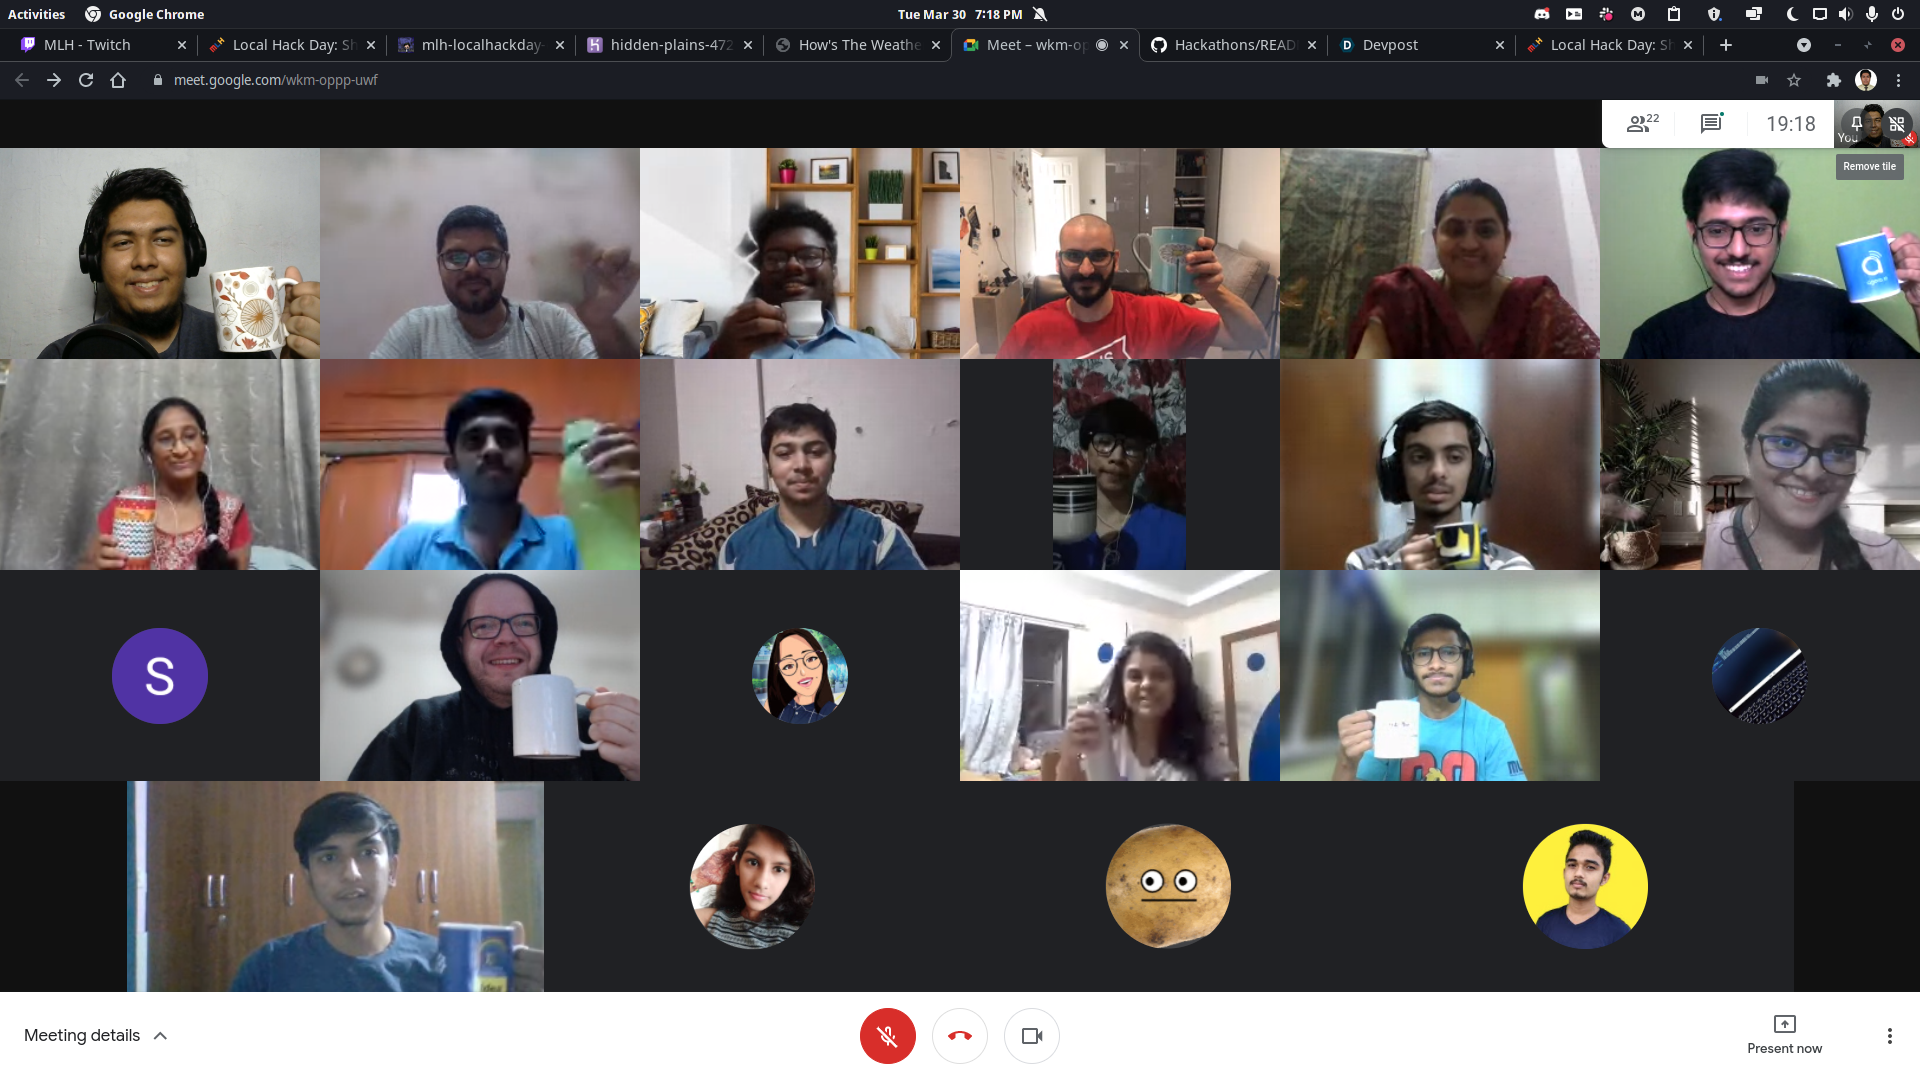 Activities Google Chrome Tue Mar 30 7:18 PM
MLH - Twitch Local Hack Day: Sh mlh-localhackday- hidden-plains-472 How's The Weathe Meet – wkm-op Hackathons/READ Devpost Local Hack Day: Sh
meet.google.com/wkm-oppp-uwf
22 19:18 You
Remove tile
S
Meeting details
Present now